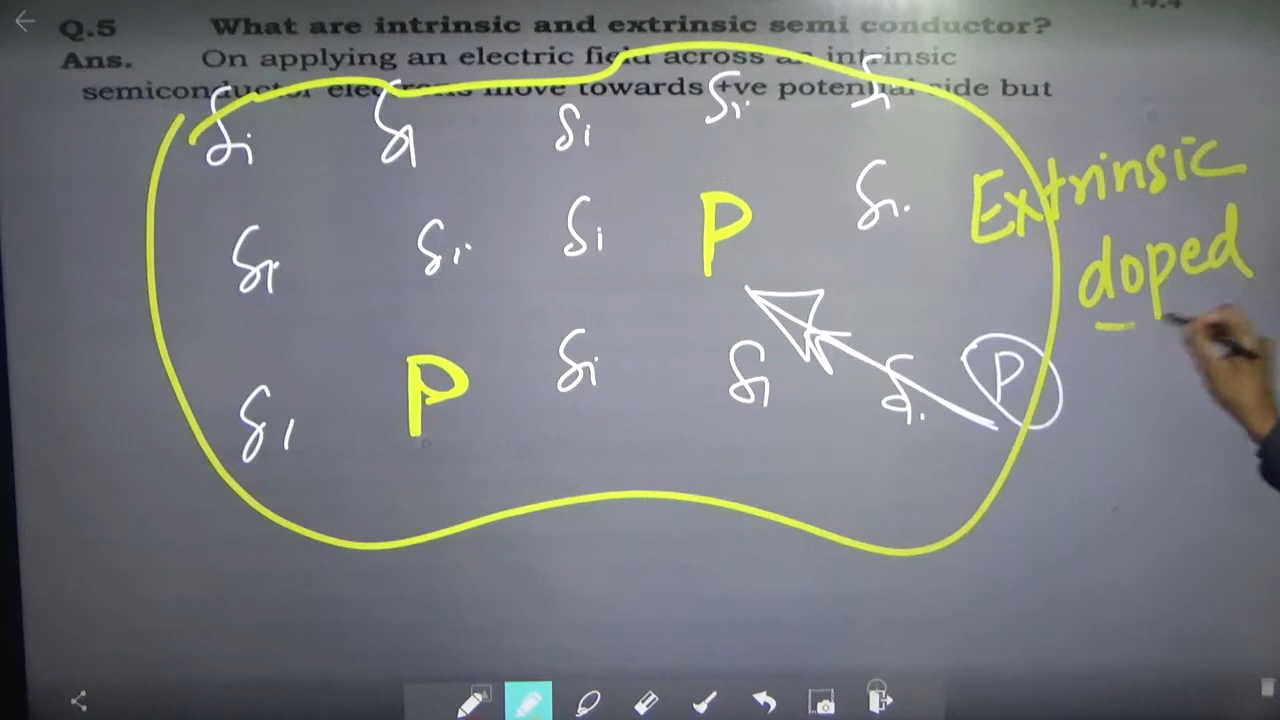 14.4
Q.5 What are intrinsic and extrinsic semi conductor?
Ans. On applying an electric field across an intrinsic
semiconductor electrons move towards +ve potential side but
Si Si Si Si Si
Si Si Si P Si
Extrinsic
doped
Si P Si Si Si P